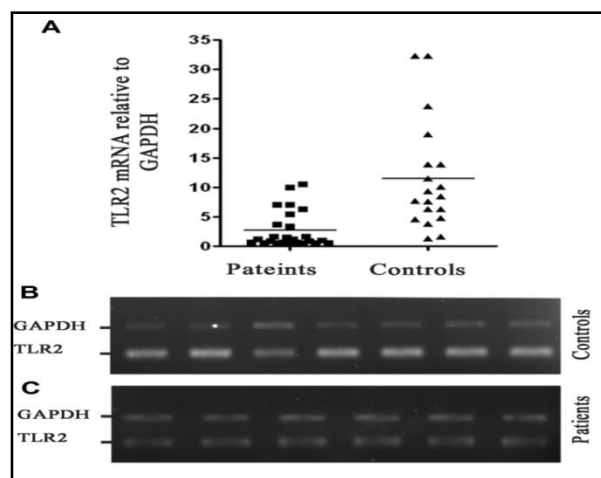 A
TLR2 mRNA relative to
GAPDH
35
30
25
20
15
10
5
0
Pateints
Controls
B
GAPDH
TLR2
Controls
C
GAPDH
TLR2
Patients